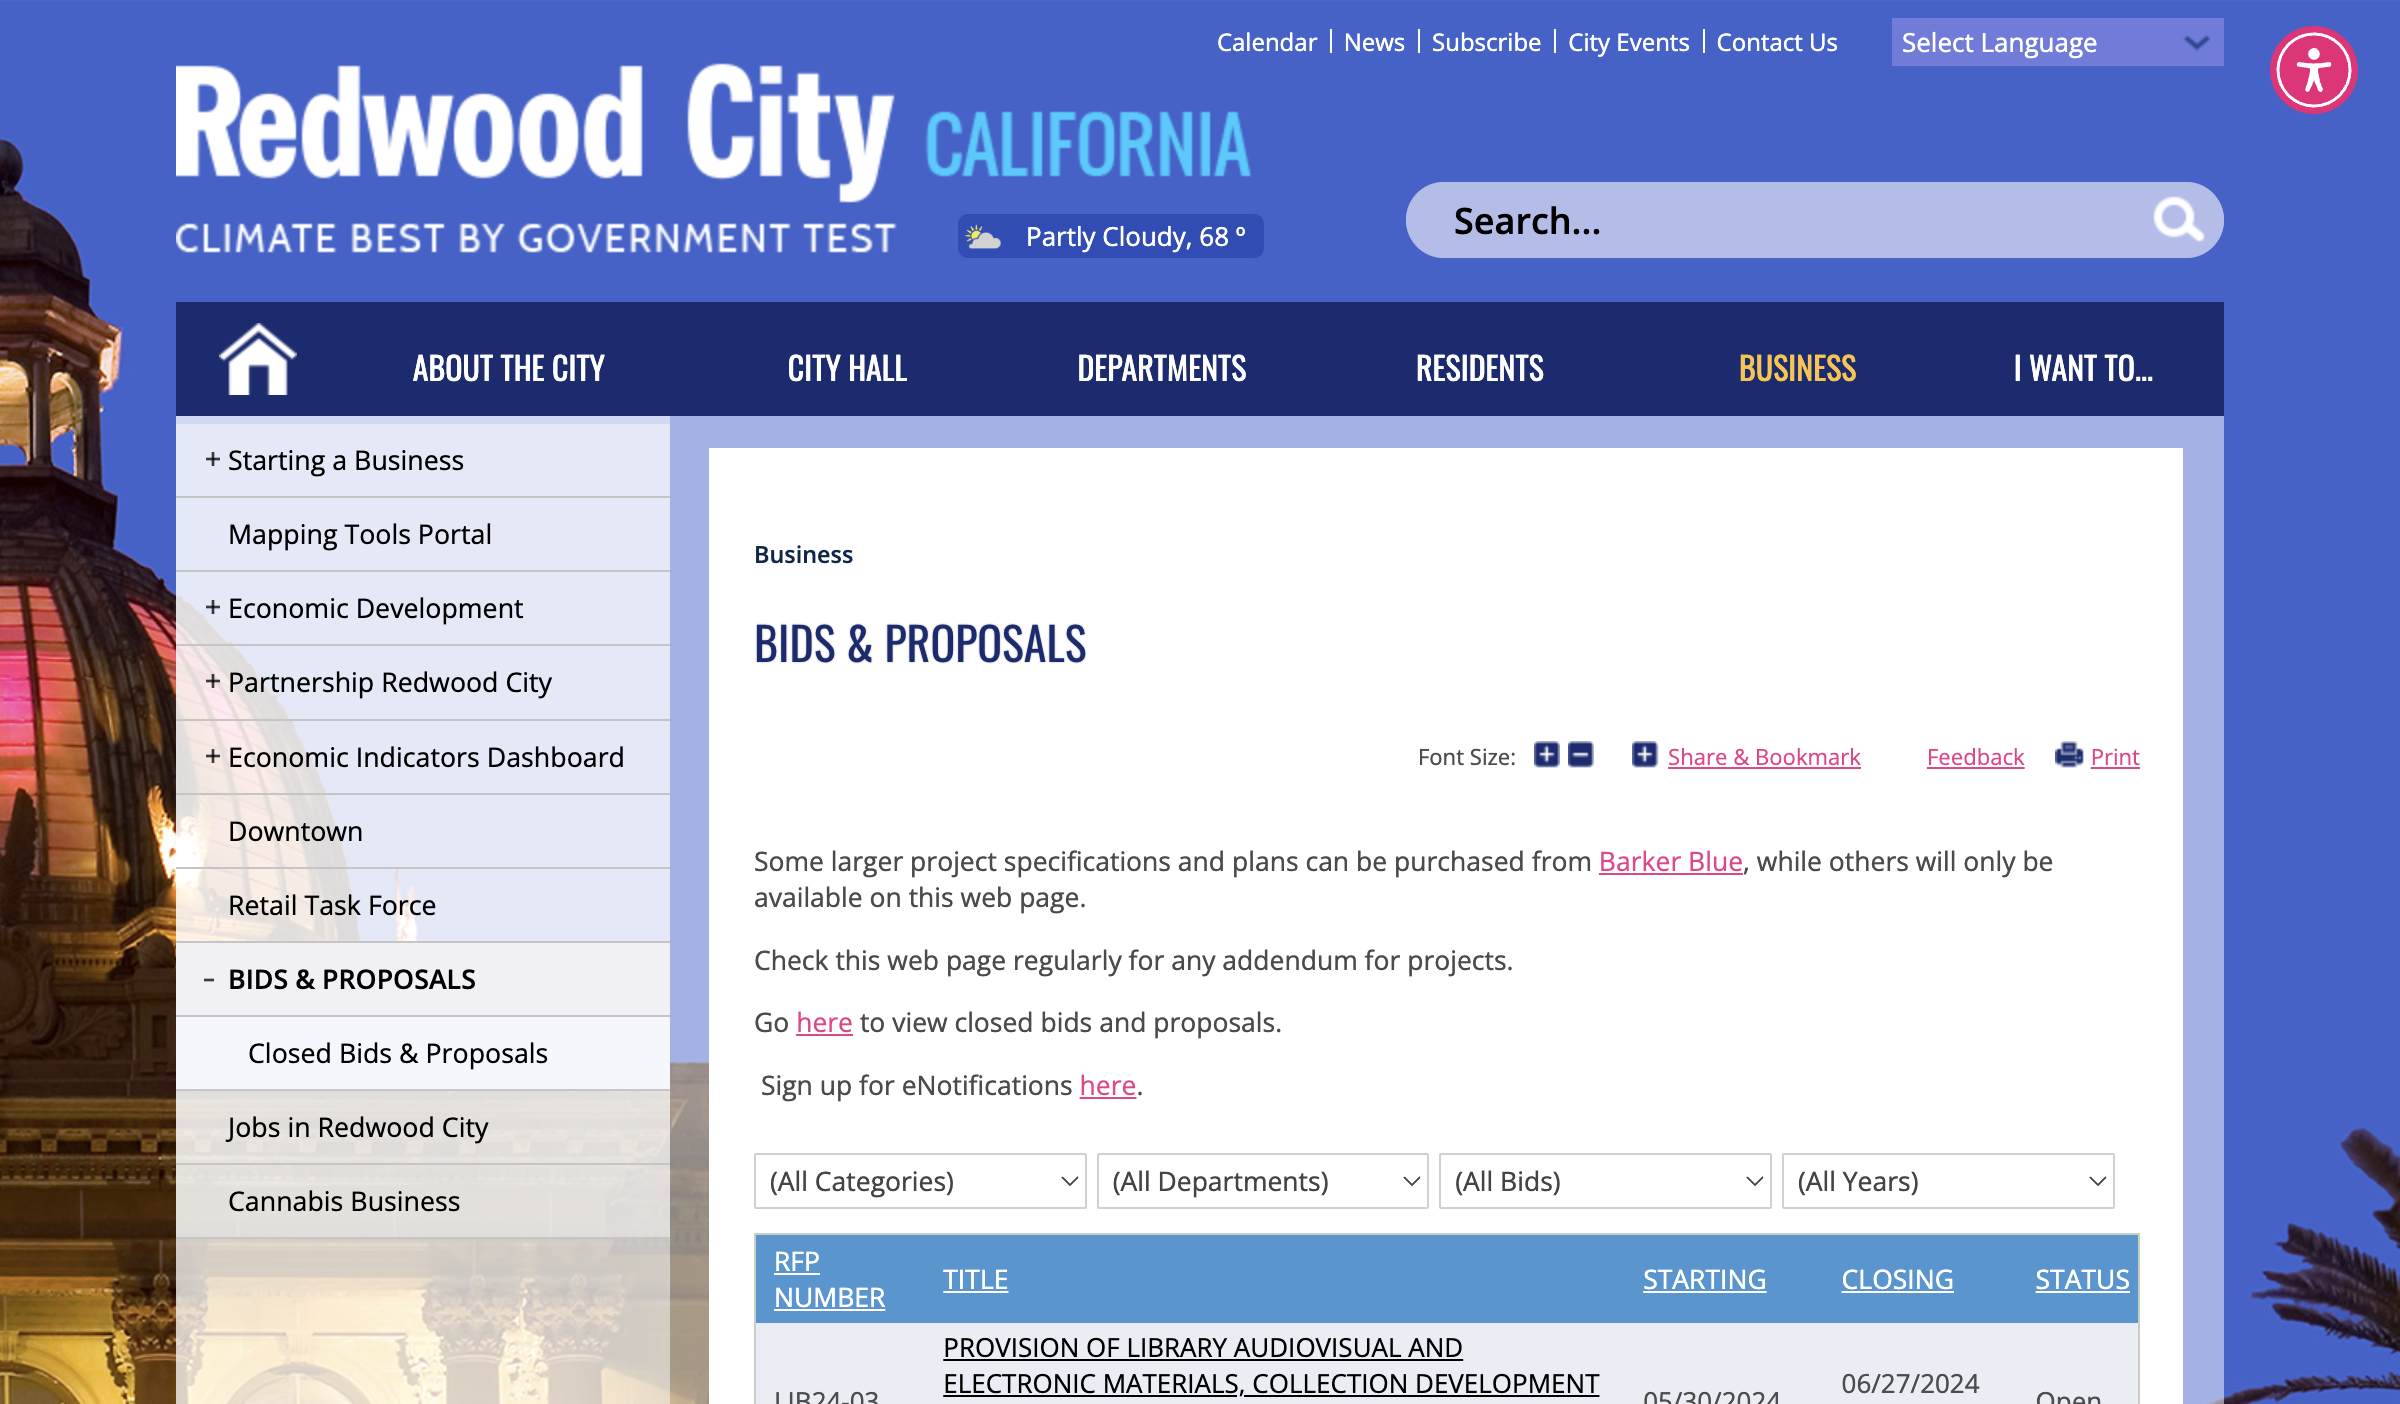 Calendar | News | Subscribe | City Events | Contact Us
Select Language
Redwood City CALIFORNIA
CLIMATE BEST BY GOVERNMENT TEST
Partly Cloudy, 68 º
Search...
ABOUT THE CITY
CITY HALL
DEPARTMENTS
RESIDENTS
BUSINESS
I WANT TO...
+ Starting a Business
Mapping Tools Portal
+ Economic Development
+ Partnership Redwood City
+ Economic Indicators Dashboard
Downtown
Retail Task Force
– BIDS & PROPOSALS
Closed Bids & Proposals
Jobs in Redwood City
Cannabis Business
Business
BIDS & PROPOSALS
Font Size: + − + Share & Bookmark Feedback Print
Some larger project specifications and plans can be purchased from Barker Blue, while others will only be
available on this web page.
Check this web page regularly for any addendum for projects.
Go here to view closed bids and proposals.
Sign up for eNotifications here.
(All Categories)
(All Departments)
(All Bids)
(All Years)
RFP
NUMBER
TITLE
STARTING
CLOSING
STATUS
PROVISION OF LIBRARY AUDIOVISUAL AND
ELECTRONIC MATERIALS, COLLECTION DEVELOPMENT
05/30/2024
06/27/2024
Open